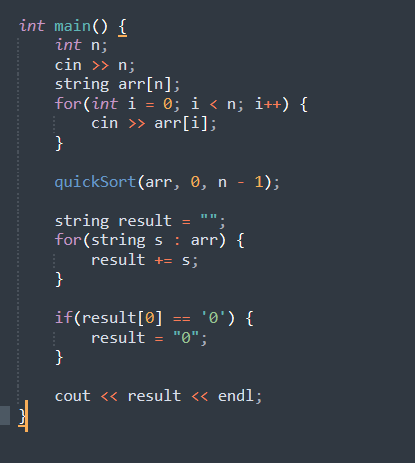 int main() {
int n;
cin >> n;
string arr[n];
for(int i = 0; i < n; i++) {
cin >> arr[i];
}
quickSort(arr, 0, n - 1);
string result = "";
for(string s : arr) {
result += s;
}
if(result[0] == '0') {
result = "0";
}
cout << result << endl;
}